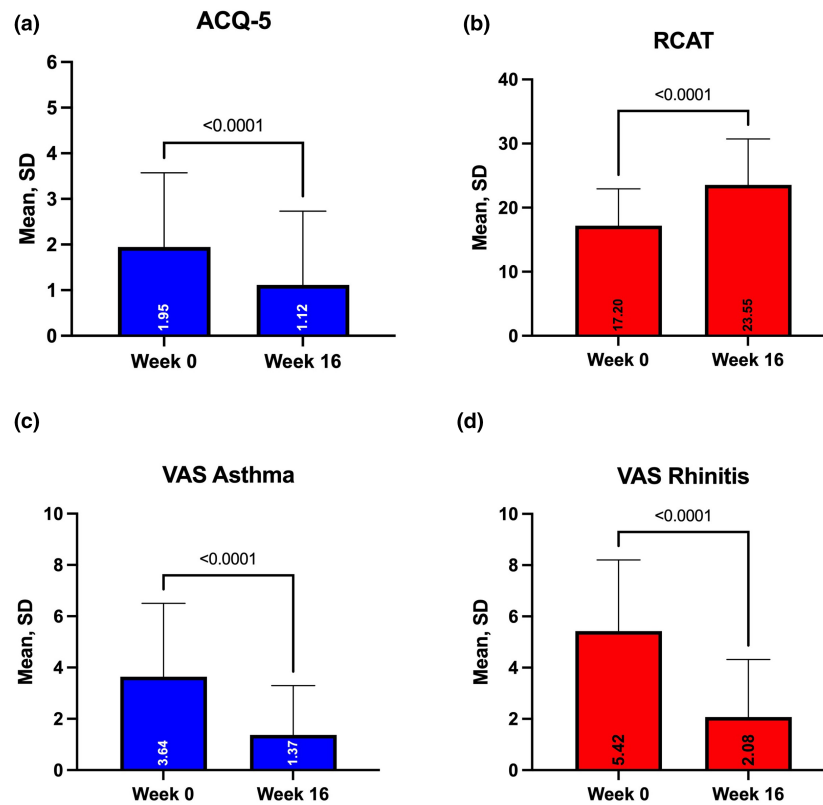 (a)
ACQ-5
6
5
4
3
2
1
0
Mean, SD
<0.0001
1.95
1.12
Week 0
Week 16
(b)
RCAT
40
30
20
10
0
Mean, SD
<0.0001
17.20
23.55
Week 0
Week 16
(c)
VAS Asthma
10
8
6
4
2
0
Mean, SD
<0.0001
3.64
1.37
Week 0
Week 16
(d)
VAS Rhinitis
10
8
6
4
2
0
Mean, SD
<0.0001
5.42
2.08
Week 0
Week 16